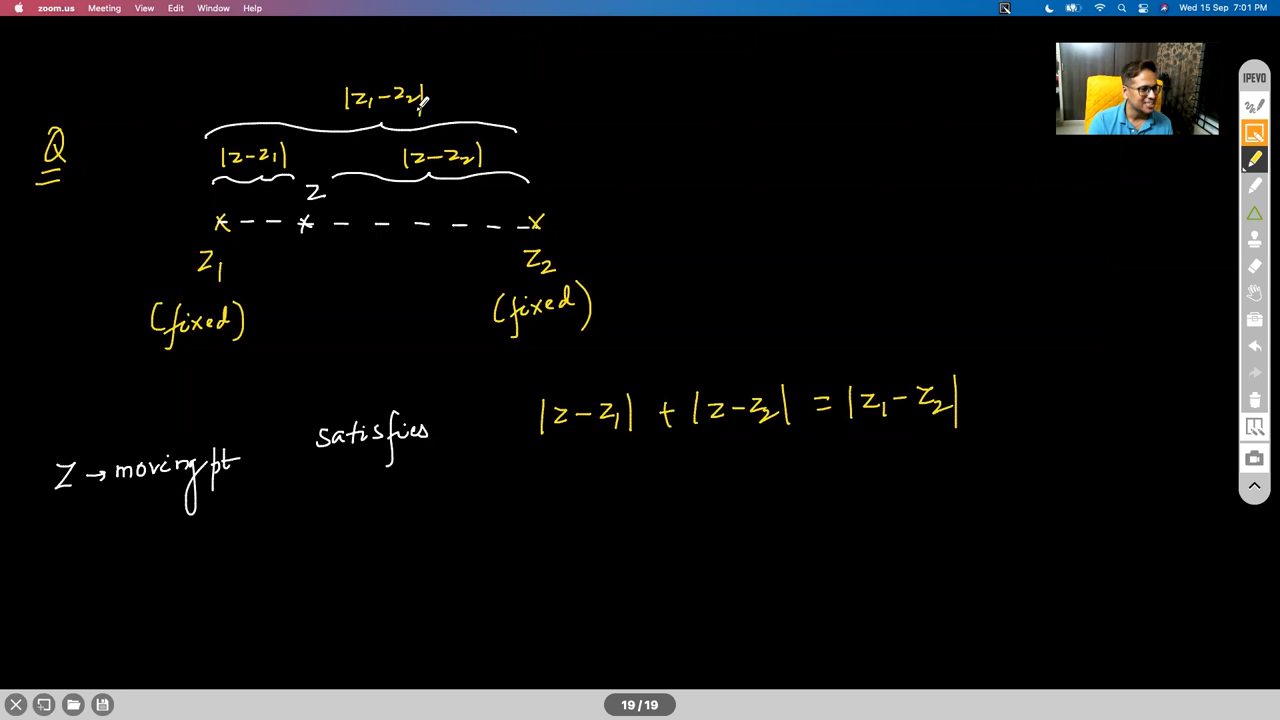 zoom.us Meeting View Edit Window Help Wed 15 Sep 7:01 PM
IPEVO
|z₁-z₂|
Q
|z-z₁| |z-z₂|
z
z₁ z₂
(fixed) (fixed)
satisfies |z-z₁| + |z-z₂| = |z₁-z₂|
z → moving pt
19/19